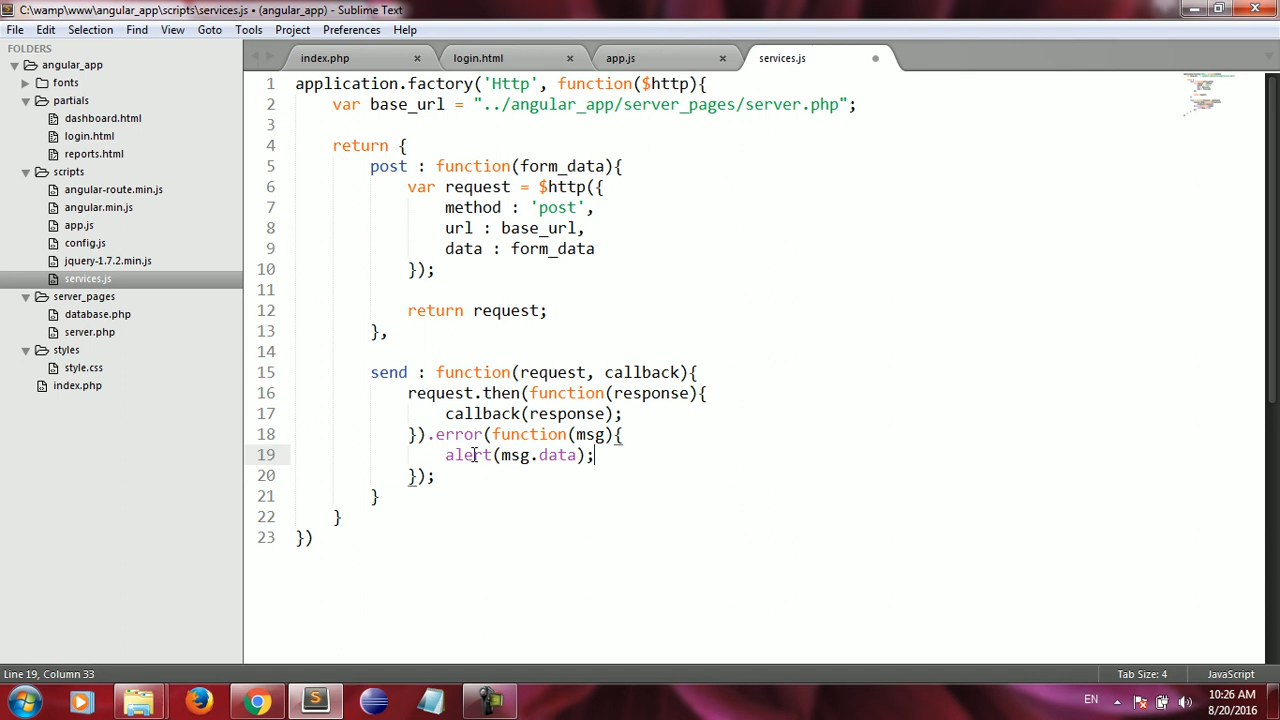 C:\wamp\www\angular_app\scripts\services.js • (angular_app) - Sublime Text
File Edit Selection Find View Goto Tools Project Preferences Help
FOLDERS
angular_app
fonts
partials
dashboard.html
login.html
reports.html
scripts
angular-route.min.js
angular.min.js
app.js
config.js
jquery-1.7.2.min.js
services.js
server_pages
database.php
server.php
styles
style.css
index.php
index.php × login.html × app.js × services.js
1 application.factory('Http', function($http){
2 var base_url = "../angular_app/server_pages/server.php";
3
4 return {
5 post : function(form_data){
6 var request = $http({
7 method : 'post',
8 url : base_url,
9 data : form_data
10 });
11
12 return request;
13 },
14
15 send : function(request, callback){
16 request.then(function(response){
17 callback(response);
18 }).error(function(msg){
19 alert(msg.data);
20 });
21 }
22 }
23 })
Line 19, Column 33
Tab Size: 4 JavaScript
EN
10:26 AM
8/20/2016